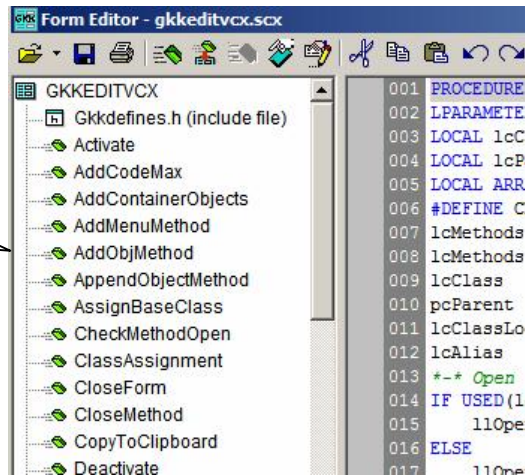 GKK Form Editor - gkkeditvcx.scx
GKKEDITVCX
h Gkkdefines.h (include file)
Activate
AddCodeMax
AddContainerObjects
AddMenuMethod
AddObjMethod
AppendObjectMethod
AssignBaseClass
CheckMethodOpen
ClassAssignment
CloseForm
CloseMethod
CopyToClipboard
Deactivate
001 PROCEDURE
002 LPARAMETE
003 LOCAL lcC
004 LOCAL lcP
005 LOCAL ARR
006 #DEFINE C
007 lcMethods
008 lcMethods
009 lcClass
010 pcParent
011 lcClassLo
012 lcAlias
013 *-* Open
014 IF USED(l
015 llOpe
016 ELSE
017 llOpe